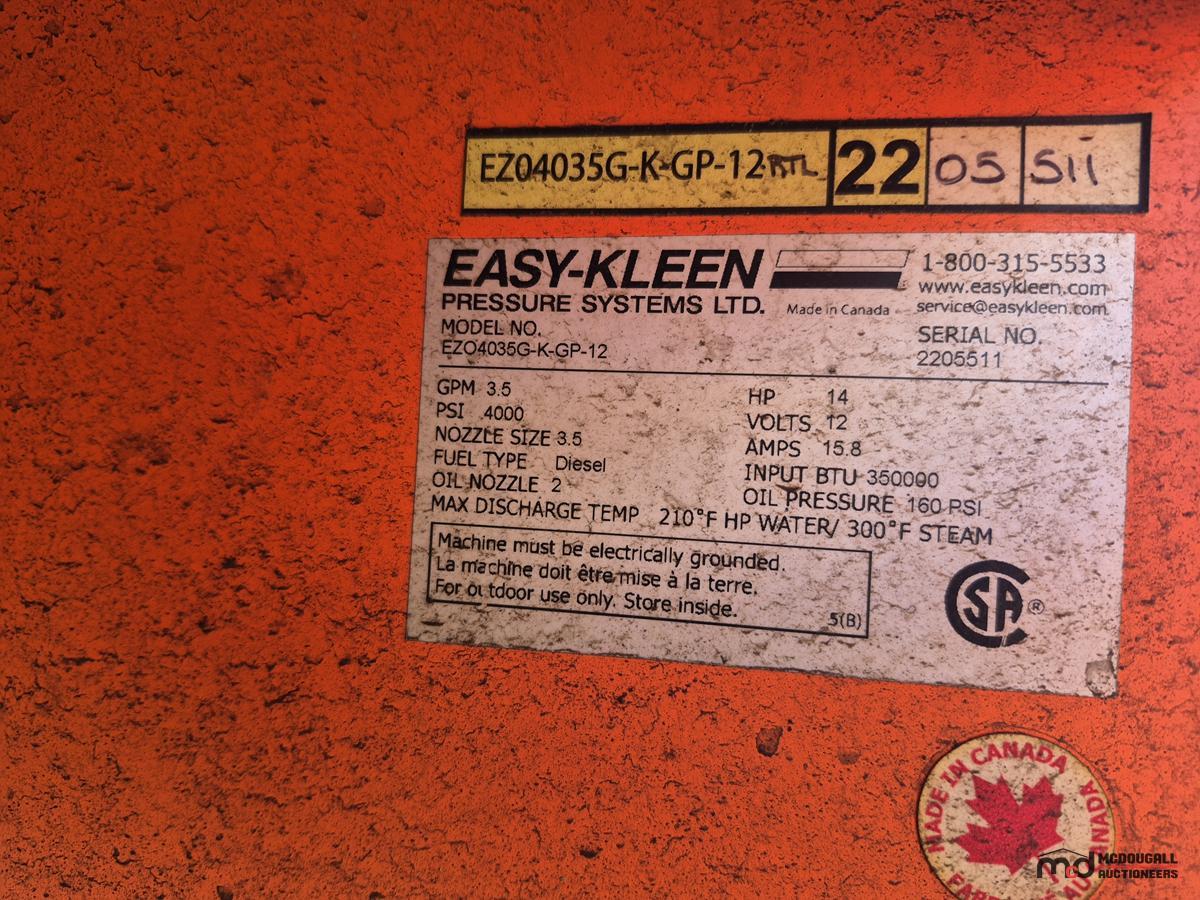 EZ04035G-K-GP-12 RTL 22 05 511
EASY-KLEEN
PRESSURE SYSTEMS LTD.
Made in Canada
1-800-315-5533
www.easykleen.com
service@easykleen.com
MODEL NO.
EZO4035G-K-GP-12
SERIAL NO.
2205511
GPM 3.5
PSI 4000
NOZZLE SIZE 3.5
FUEL TYPE Diesel
OIL NOZZLE 2
HP 14
VOLTS 12
AMPS 15.8
INPUT BTU 350000
OIL PRESSURE 160 PSI
MAX DISCHARGE TEMP 210°F HP WATER/ 300°F STEAM
Machine must be electrically grounded.
La machine doit être mise à la terre.
For outdoor use only. Store inside.
5(B)
CSA ®
MADE IN CANADA
AU CANADA
mcd MCDOUGALL
AUCTIONEERS